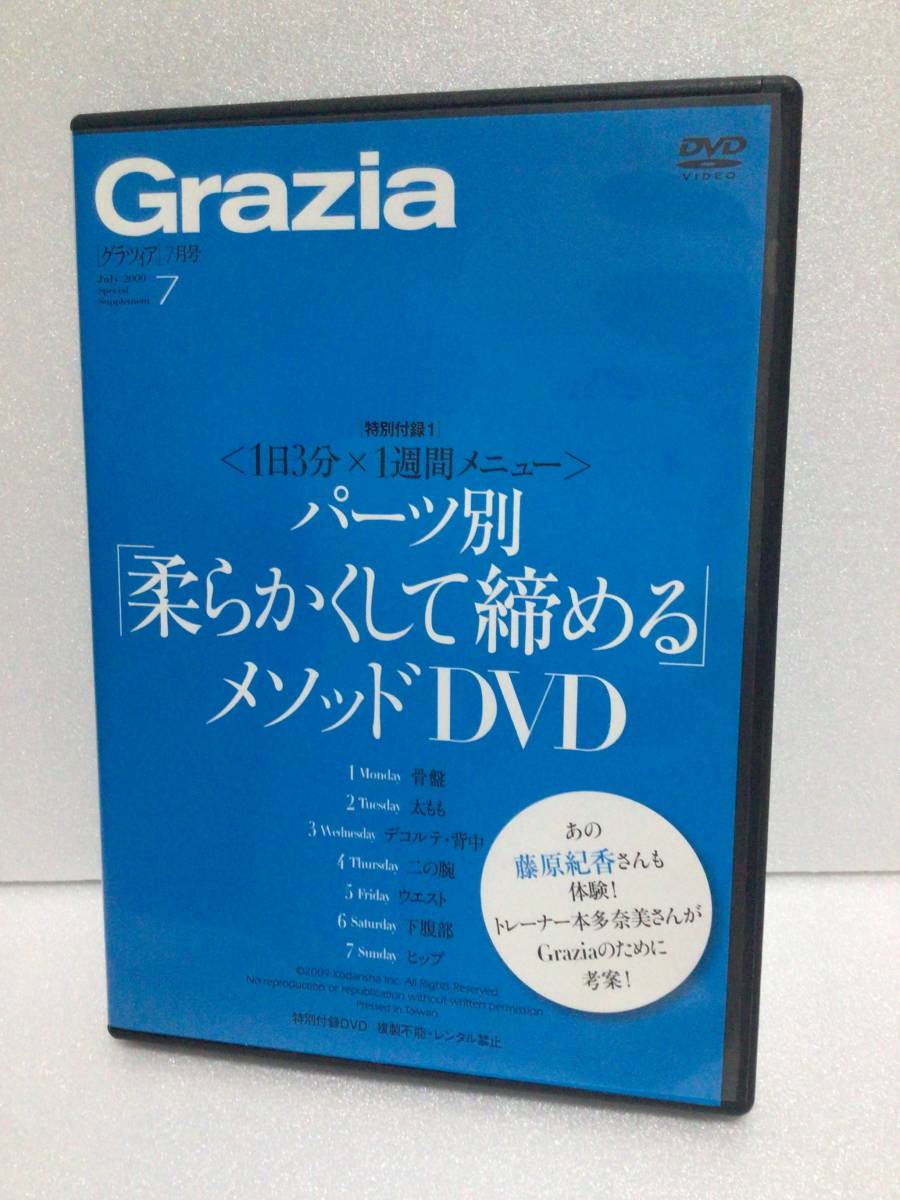 Grazia
DVD
VIDEO
[グラツィア]7月号
July 2009
Special
Supplement
7
[特別付録1]
<1日3分×1週間メニュー>
パーツ別
「柔らかくして締める」
メソッドDVD
1 Monday 骨盤
2 Tuesday 太もも
3 Wednesday デコルテ・背中
4 Thursday 二の腕
5 Friday ウエスト
6 Saturday 下腹部
7 Sunday ヒップ
あの
藤原紀香さんも
体験!
トレーナー本多奈美さんが
Graziaのために
考案!
©2009 Kodansha Inc. All Rights Reserved.
No reproduction or republication without written permission.
Pressed in Taiwan
特別付録DVD 複製不能・レンタル禁止